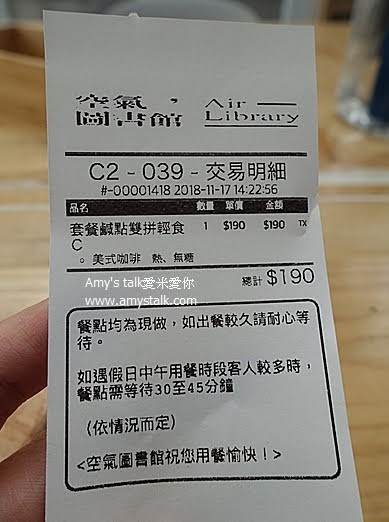 空氣, Air
圖書館 Library
C2 - 039 - 交易明細
#-00001418 2018-11-17 14:22:56
品名 數量 單價 金額
套餐鹹點雙拼輕食 1 $190 $190 TX
C
。美式咖啡 熱、無糖
總計 $190
Amy's talk愛米愛你
www.amystalk.com
餐點均為現做,如出餐較久請耐心等
待。
如遇假日中午用餐時段客人較多時,
餐點需等待30至45分鐘
(依情況而定)
<空氣圖書館祝您用餐愉快!>